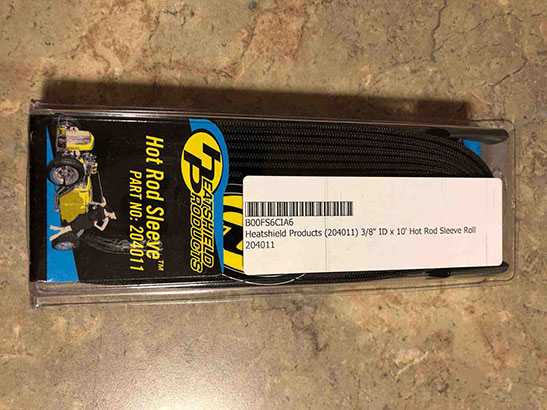 HEATSHIELD
PRODUCTS
Hot Rod Sleeve™
PART NO. 204011
B00FS6CIA6
Heatshield Products (204011) 3/8" ID x 10' Hot Rod Sleeve Roll
204011